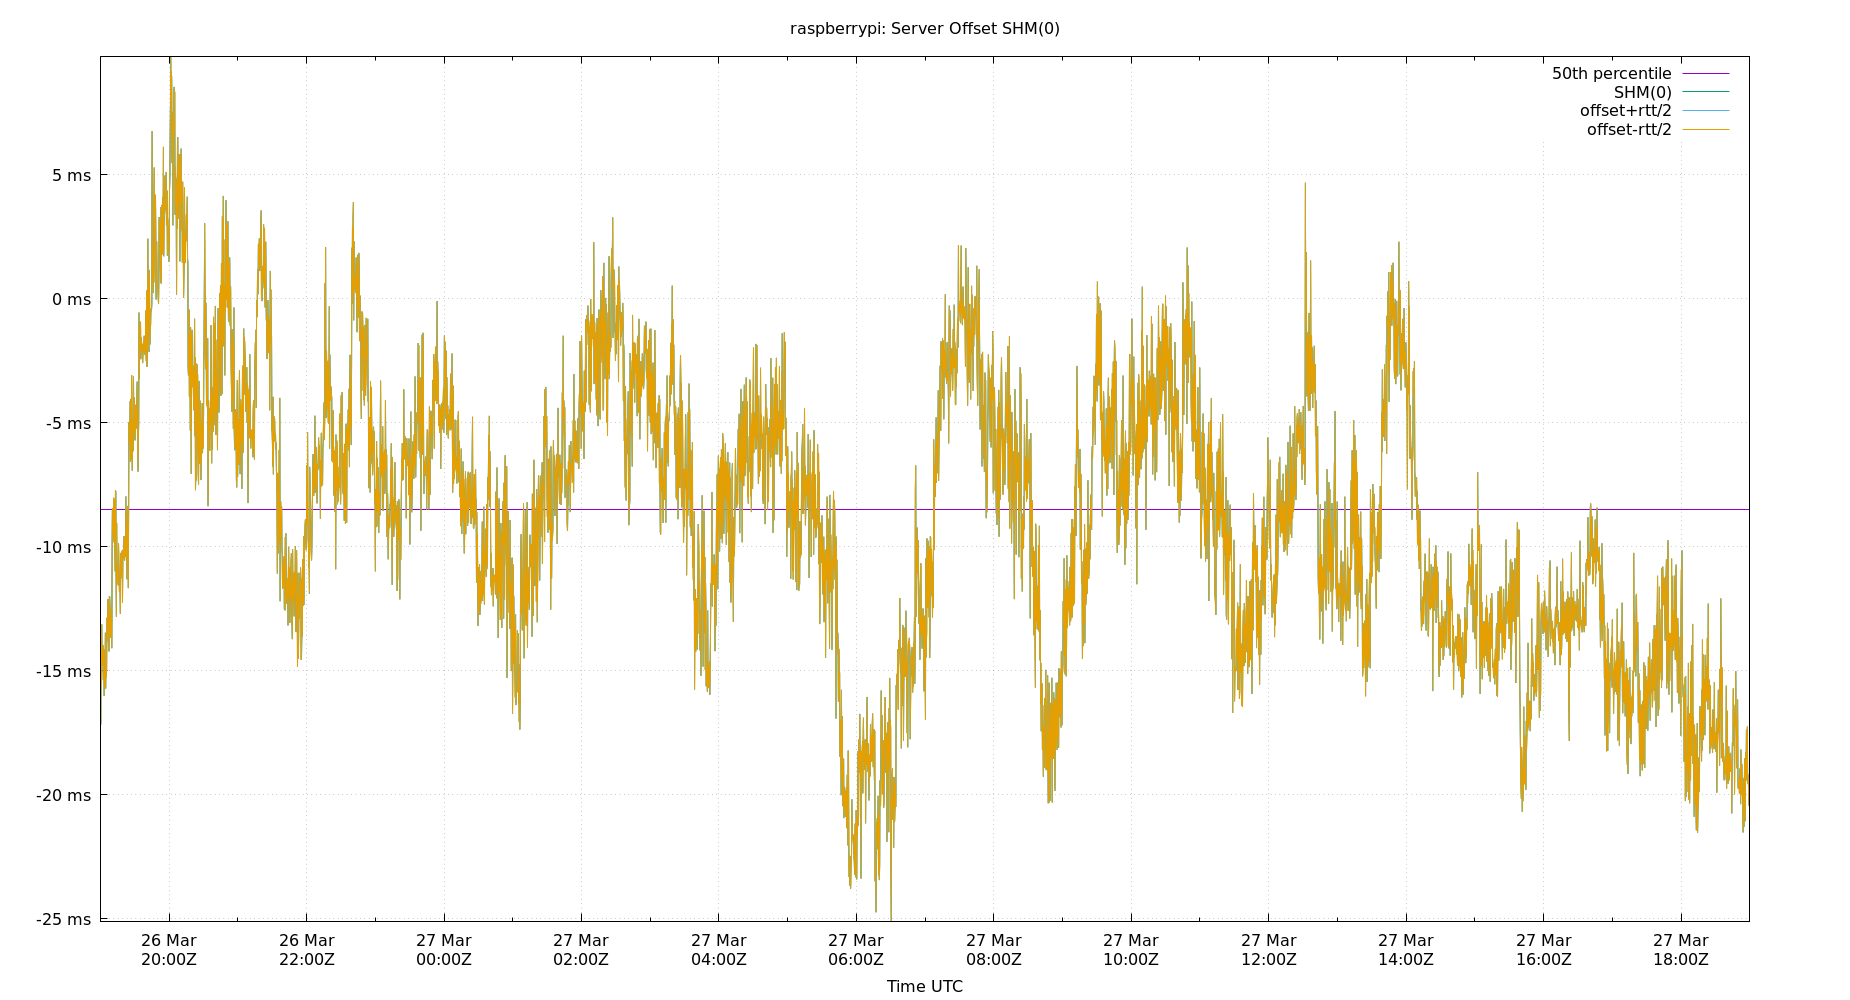 raspberrypi: Server Offset SHM(0)
50th percentile
SHM(0)
offset+rtt/2
offset-rtt/2
5 ms
0 ms
-5 ms
-10 ms
-15 ms
-20 ms
-25 ms
26 Mar 26 Mar 27 Mar 27 Mar 27 Mar 27 Mar 27 Mar 27 Mar 27 Mar 27 Mar 27 Mar 27 Mar
20:00Z 22:00Z 00:00Z 02:00Z 04:00Z 06:00Z 08:00Z 10:00Z 12:00Z 14:00Z 16:00Z 18:00Z
Time UTC